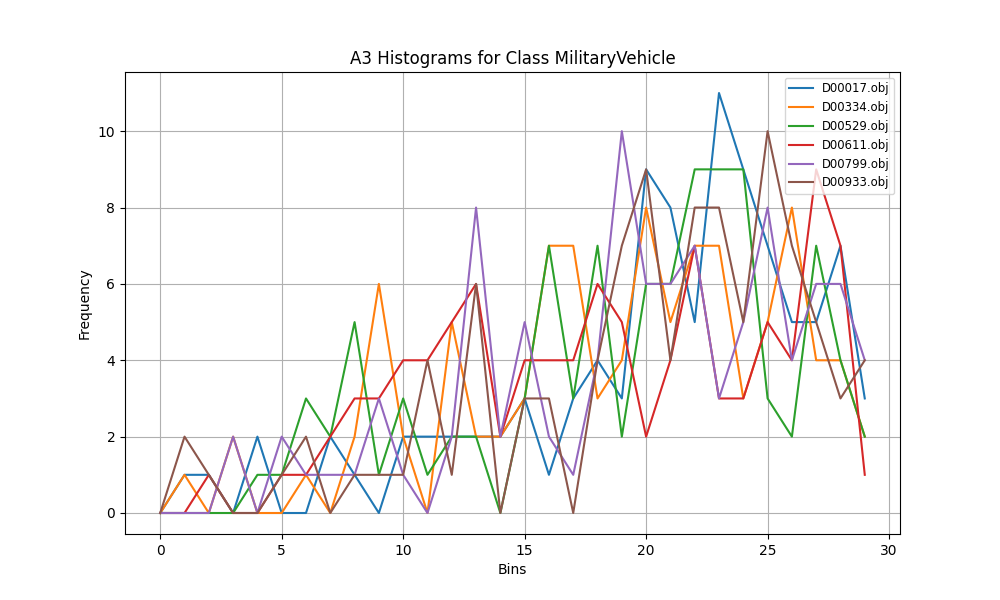 A3 Histograms for Class MilitaryVehicle
D00017.obj
D00334.obj
D00529.obj
D00611.obj
D00799.obj
D00933.obj
Frequency
10
8
6
4
2
0
0 5 10 15 20 25 30
Bins